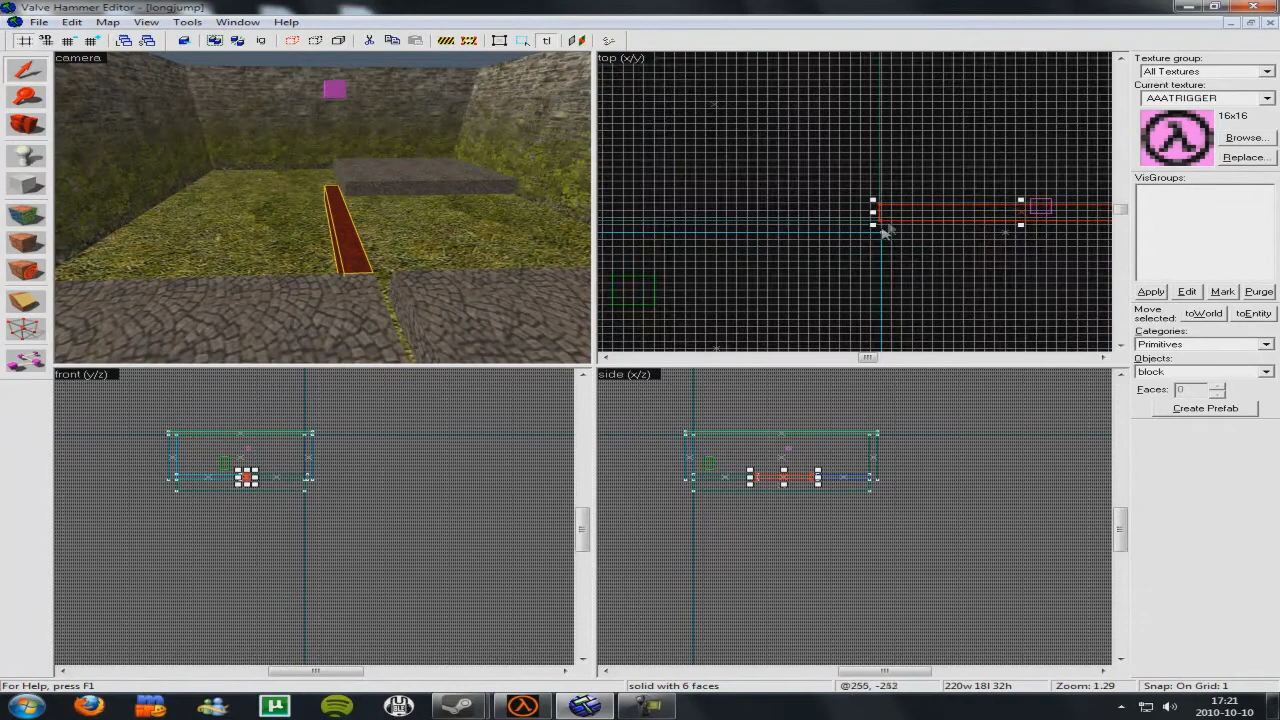 Valve Hammer Editor - [longjump]
File Edit Map View Tools Window Help
camera
top (x/y)
front (y/z)
side (x/z)
Texture group:
All Textures
Current texture:
AAATRIGGER
16x16
Browse...
Replace...
VisGroups:
Apply Edit Mark Purge
Move
selected: toWorld toEntity
Categories:
Primitives
Objects:
block
Faces: 0
Create Prefab
For Help, press F1 solid with 6 faces @255, -252 220w 18l 32h Zoom: 1.29 Snap: On Grid: 1
17:21
2010-10-10